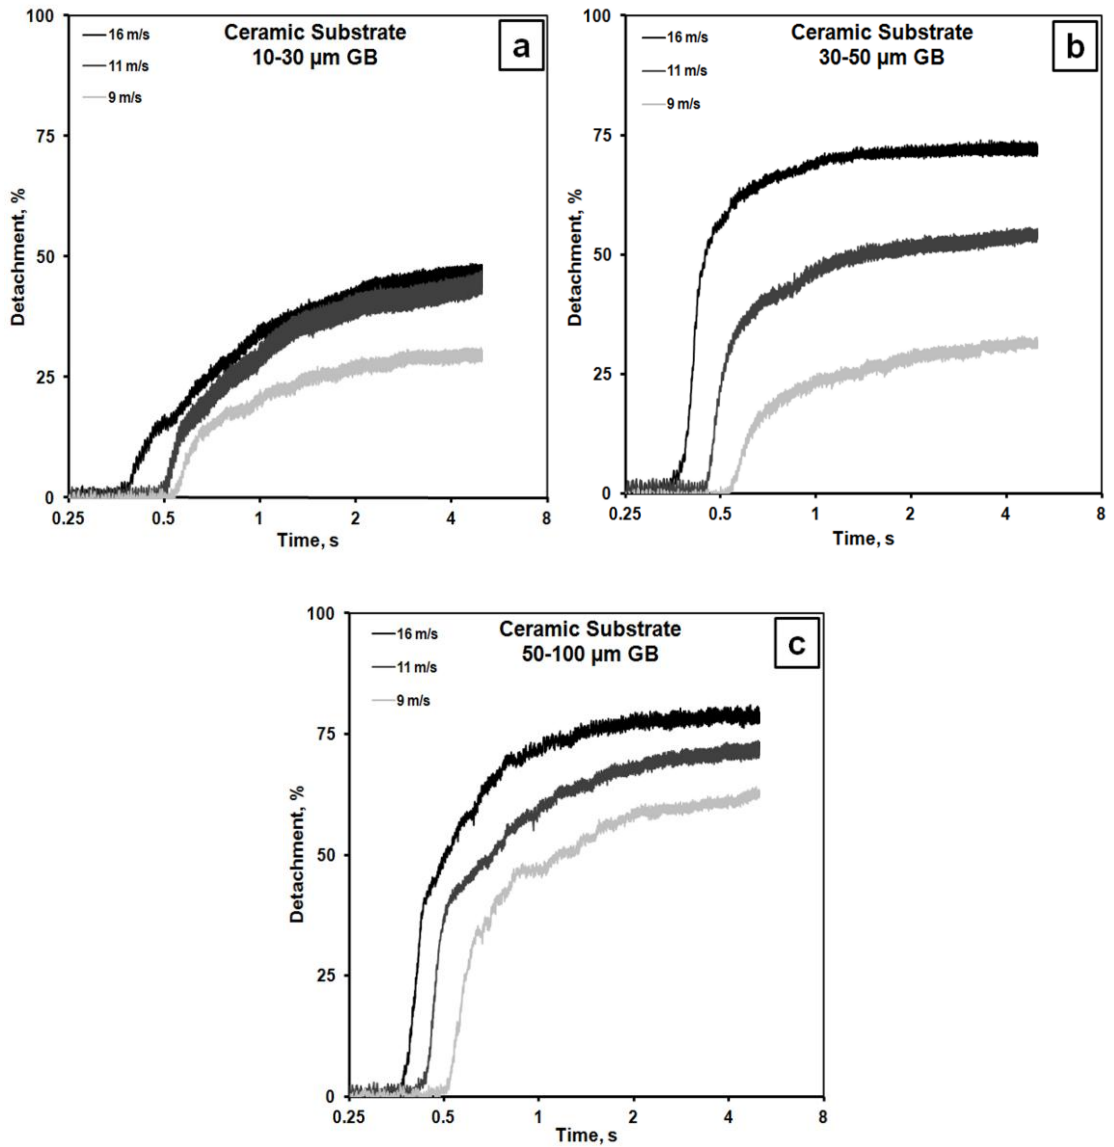 100
75
50
25
0
Detachment, %
16 m/s
11 m/s
9 m/s
Ceramic Substrate
10-30 µm GB
a
0.25 0.5 1 2 4 8
Time, s
100
75
50
25
0
Detachment, %
16 m/s
11 m/s
9 m/s
Ceramic Substrate
30-50 µm GB
b
0.25 0.5 1 2 4 8
Time, s
100
75
50
25
0
Detachment, %
16 m/s
11 m/s
9 m/s
Ceramic Substrate
50-100 µm GB
c
0.25 0.5 1 2 4 8
Time, s